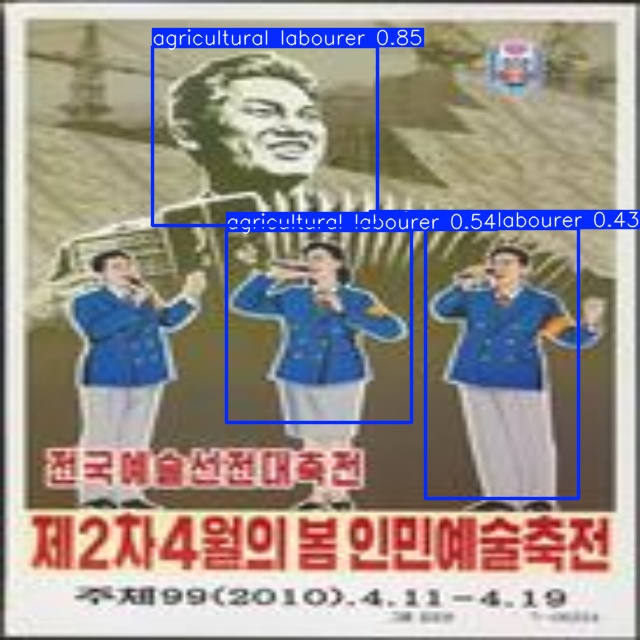 agricultural labourer 0.85
agricultural labourer 0.54
labourer 0.43
전국예술선전대축전
제2차4월의 봄 인민예술축전
주체99(2010).4.11-4.19